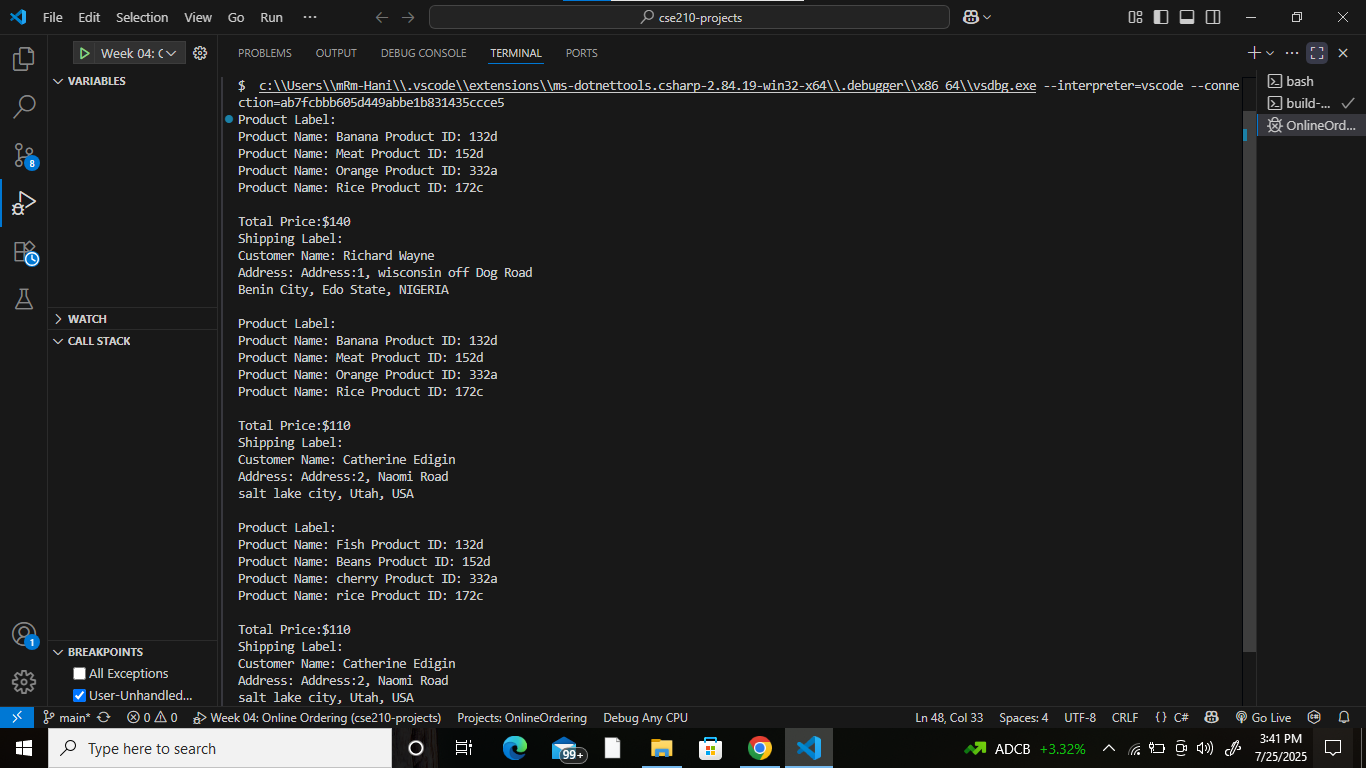 File Edit Selection View Go Run ··· cse210-projects
Week 04: C
PROBLEMS OUTPUT DEBUG CONSOLE TERMINAL PORTS
VARIABLES
WATCH
CALL STACK
BREAKPOINTS
All Exceptions
User-Unhandled...
8
1
$ c:\\Users\\mRm-Hani\\.vscode\\extensions\\ms-dotnettools.csharp-2.84.19-win32-x64\\.debugger\\x86_64\\vsdbg.exe --interpreter=vscode --conne
ction=ab7fcbbb605d449abbe1b831435ccce5
Product Label:
Product Name: Banana Product ID: 132d
Product Name: Meat Product ID: 152d
Product Name: Orange Product ID: 332a
Product Name: Rice Product ID: 172c
Total Price:$140
Shipping Label:
Customer Name: Richard Wayne
Address: Address:1, wisconsin off Dog Road
Benin City, Edo State, NIGERIA
Product Label:
Product Name: Banana Product ID: 132d
Product Name: Meat Product ID: 152d
Product Name: Orange Product ID: 332a
Product Name: Rice Product ID: 172c
Total Price:$110
Shipping Label:
Customer Name: Catherine Edigin
Address: Address:2, Naomi Road
salt lake city, Utah, USA
Product Label:
Product Name: Fish Product ID: 132d
Product Name: Beans Product ID: 152d
Product Name: cherry Product ID: 332a
Product Name: rice Product ID: 172c
Total Price:$110
Shipping Label:
Customer Name: Catherine Edigin
Address: Address:2, Naomi Road
salt lake city, Utah, USA
bash
build-...
OnlineOrd...
main* 0 0 Week 04: Online Ordering (cse210-projects) Projects: OnlineOrdering Debug Any CPU Ln 48, Col 33 Spaces: 4 UTF-8 CRLF {} C# Go Live
Type here to search 99+ ADCB +3.32% 3:41 PM
7/25/2025